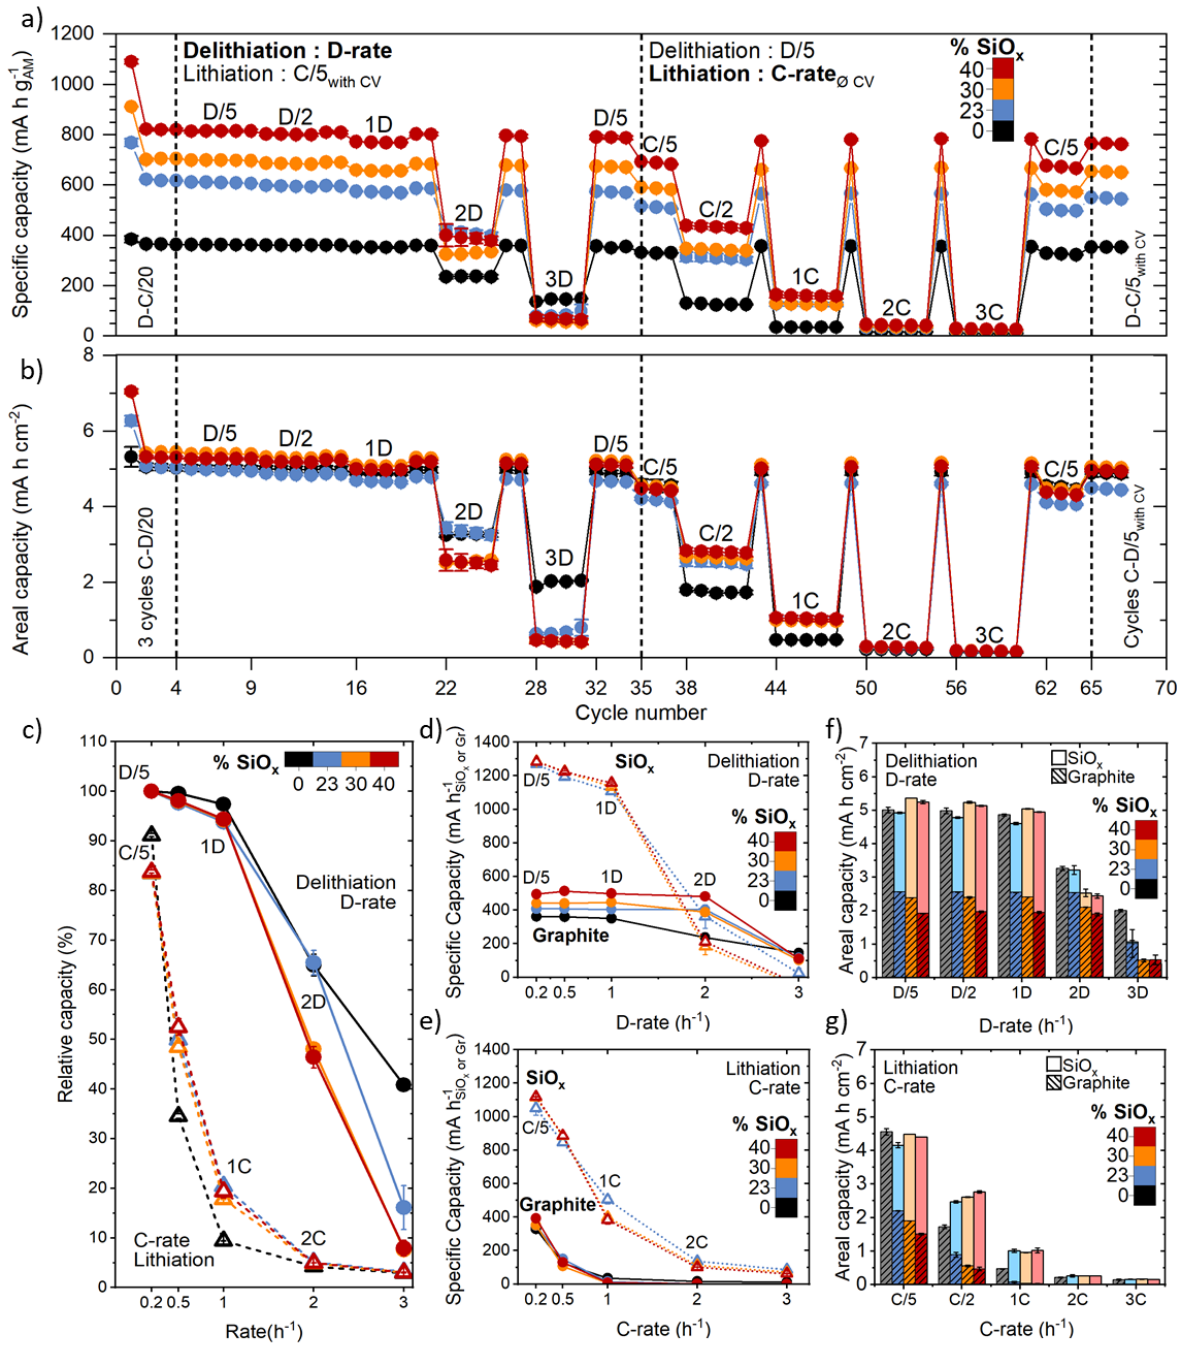 a)
1200
1000
800
600
400
200
0
Specific capacity (mA h g⁻¹AM)
Delithiation : D-rate
Lithiation : C/5with CV
Delithiation : D/5
Lithiation : C-rateØ CV
% SiOx
40
30
23
0
D/5
D/2
1D
2D
3D
D/5
C/5
C/2
1C
2C
3C
C/5
D-C/20
D-C/5with CV
b)
8
6
4
2
0
Areal capacity (mA h cm⁻²)
D/5
D/2
1D
2D
3D
D/5
C/5
C/2
1C
2C
3C
C/5
3 cycles C-D/20
Cycles C-D/5with CV
0 4 9 16 22 28 32 35 38 44 50 56 62 65 70
Cycle number
c)
110
100
90
80
70
60
50
40
30
20
10
0
Relative capacity (%)
% SiOx
0 23 30 40
D/5
1D
C/5
Delithiation
D-rate
2D
1C
2C
C-rate
Lithiation
0.2 0.5 1 2 3
Rate(h⁻¹)
d)
1400
1200
1000
800
600
400
200
0
Specific Capacity (mA h⁻¹SiOx or Gr)
SiOx
Delithiation
D-rate
D/5
1D
% SiOx
40
30
23
0
D/5
1D
2D
Graphite
0.2 0.5 1 2 3
D-rate (h⁻¹)
e)
1400
1200
1000
800
600
400
200
0
Specific Capacity (mA h⁻¹SiOx or Gr)
Lithiation
C-rate
SiOx
C/5
% SiOx
40
30
23
0
1C
Graphite
2C
0.2 0.5 1 2 3
C-rate (h⁻¹)
f)
7
6
5
4
3
2
1
0
Areal capacity (mA h cm⁻²)
Delithiation
D-rate
SiOx
Graphite
% SiOx
40
30
23
0
D/5 D/2 1D 2D 3D
D-rate (h⁻¹)
g)
7
6
5
4
3
2
1
0
Areal capacity (mA h cm⁻²)
Lithiation
C-rate
SiOx
Graphite
% SiOx
40
30
23
0
C/5 C/2 1C 2C 3C
C-rate (h⁻¹)